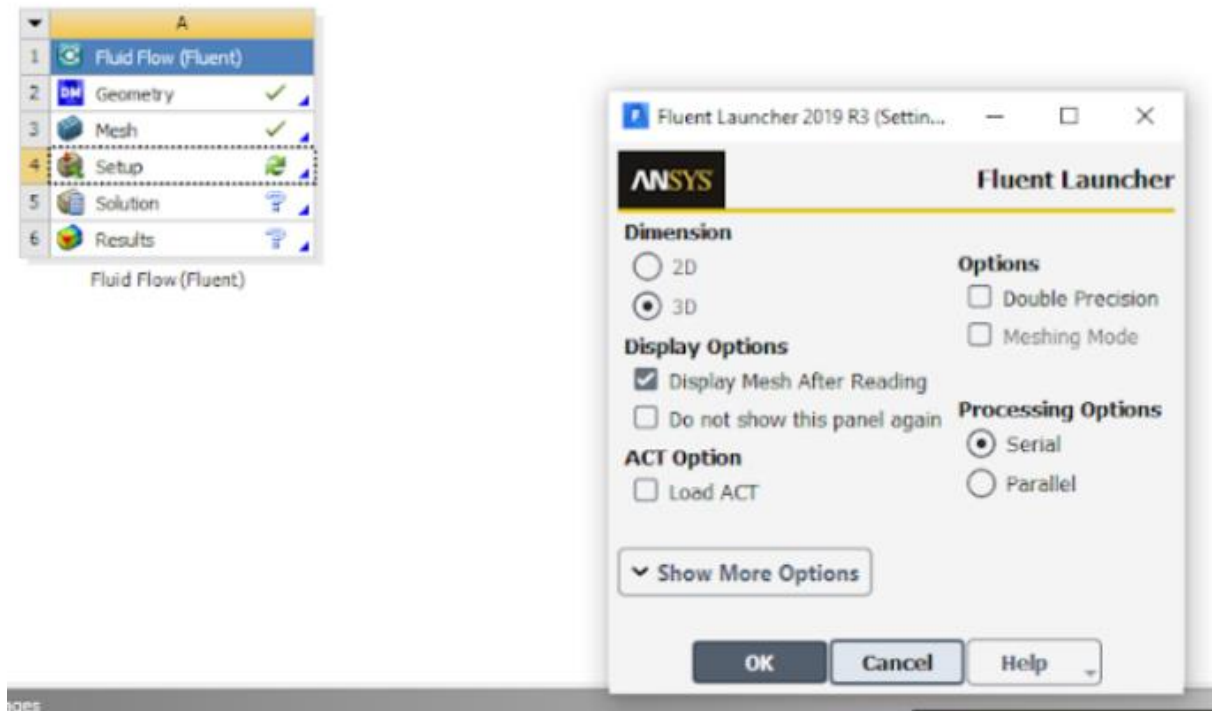 A
1 Fluid Flow (Fluent)
2 DM Geometry
3 Mesh
4 Setup
5 Solution
6 Results
Fluid Flow (Fluent)
Fluent Launcher 2019 R3 (Settin...
ANSYS
Fluent Launcher
Dimension
2D
3D
Display Options
Display Mesh After Reading
Do not show this panel again
ACT Option
Load ACT
Options
Double Precision
Meshing Mode
Processing Options
Serial
Parallel
Show More Options
OK
Cancel
Help